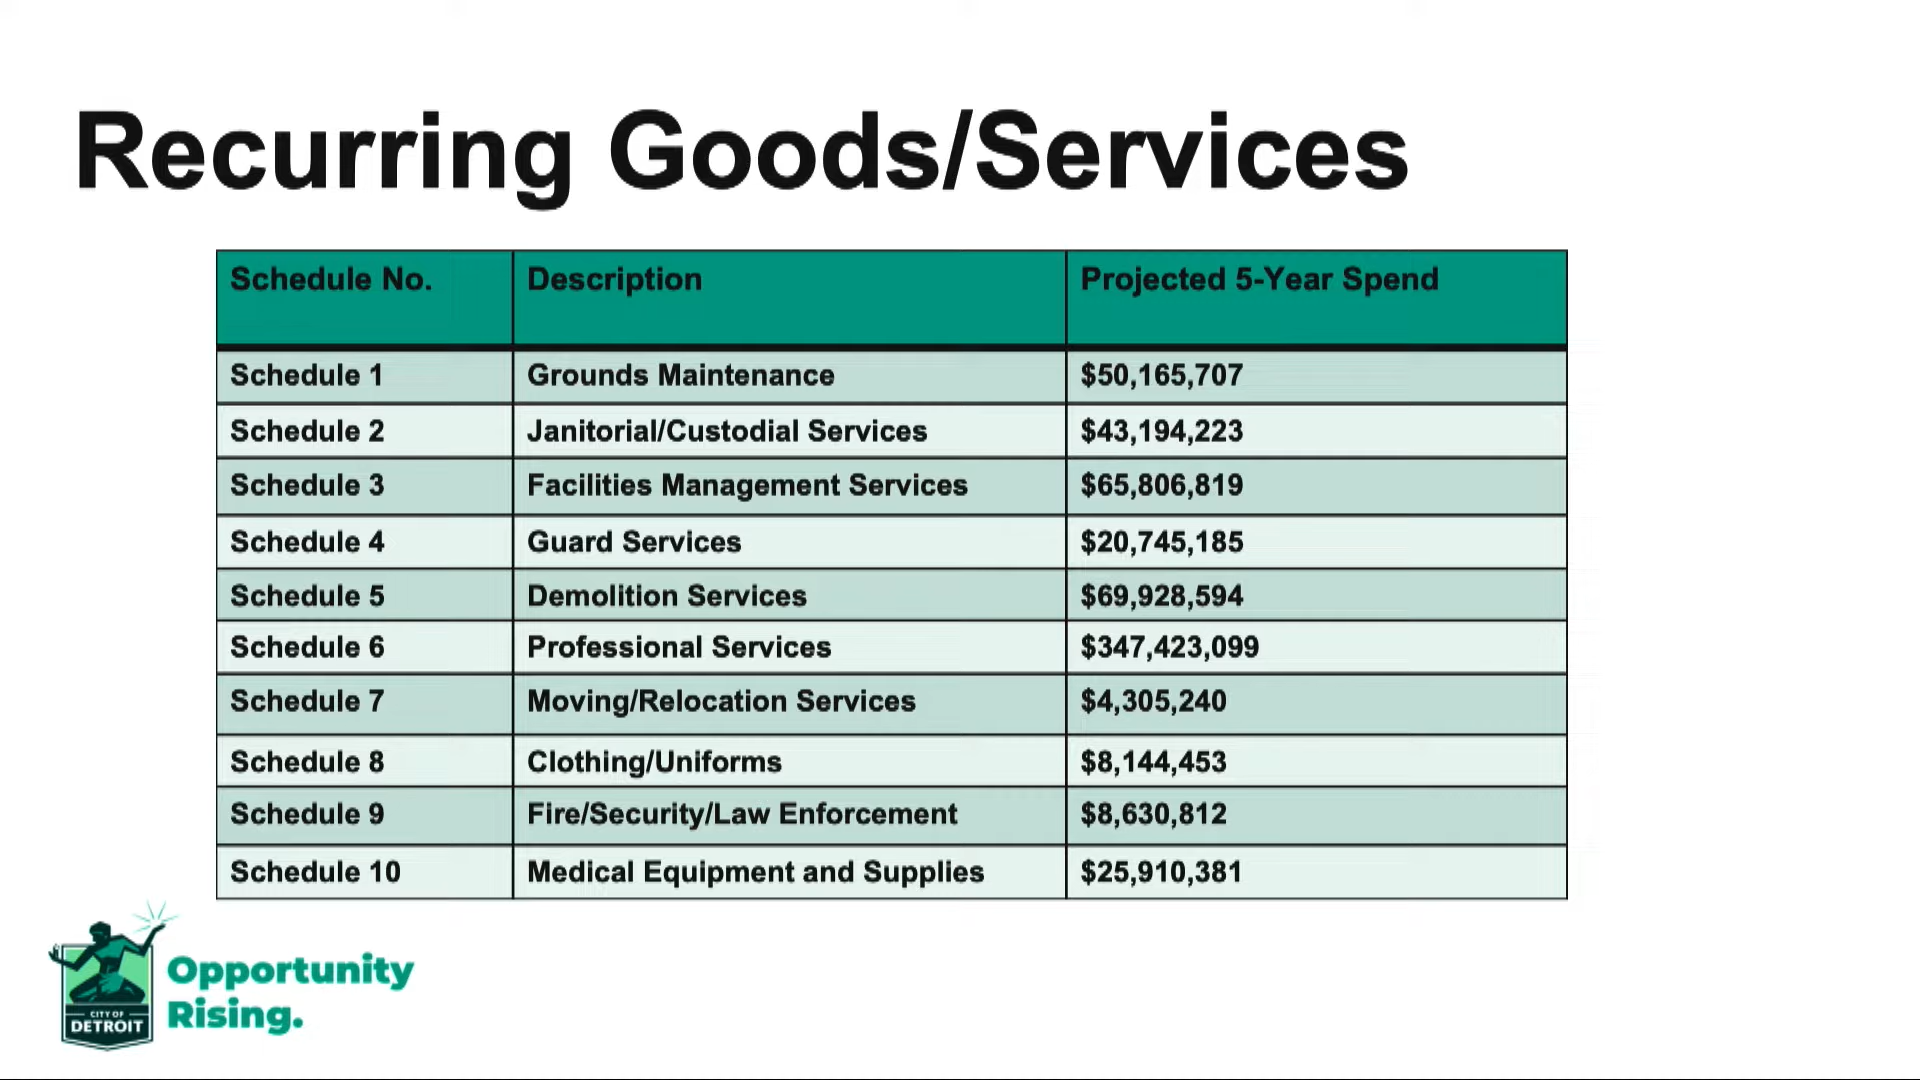 Recurring Goods/Services
Schedule No. Description Projected 5-Year Spend
Schedule 1 Grounds Maintenance $50,165,707
Schedule 2 Janitorial/Custodial Services $43,194,223
Schedule 3 Facilities Management Services $65,806,819
Schedule 4 Guard Services $20,745,185
Schedule 5 Demolition Services $69,928,594
Schedule 6 Professional Services $347,423,099
Schedule 7 Moving/Relocation Services $4,305,240
Schedule 8 Clothing/Uniforms $8,144,453
Schedule 9 Fire/Security/Law Enforcement $8,630,812
Schedule 10 Medical Equipment and Supplies $25,910,381
Opportunity
Rising.
CITY OF
DETROIT